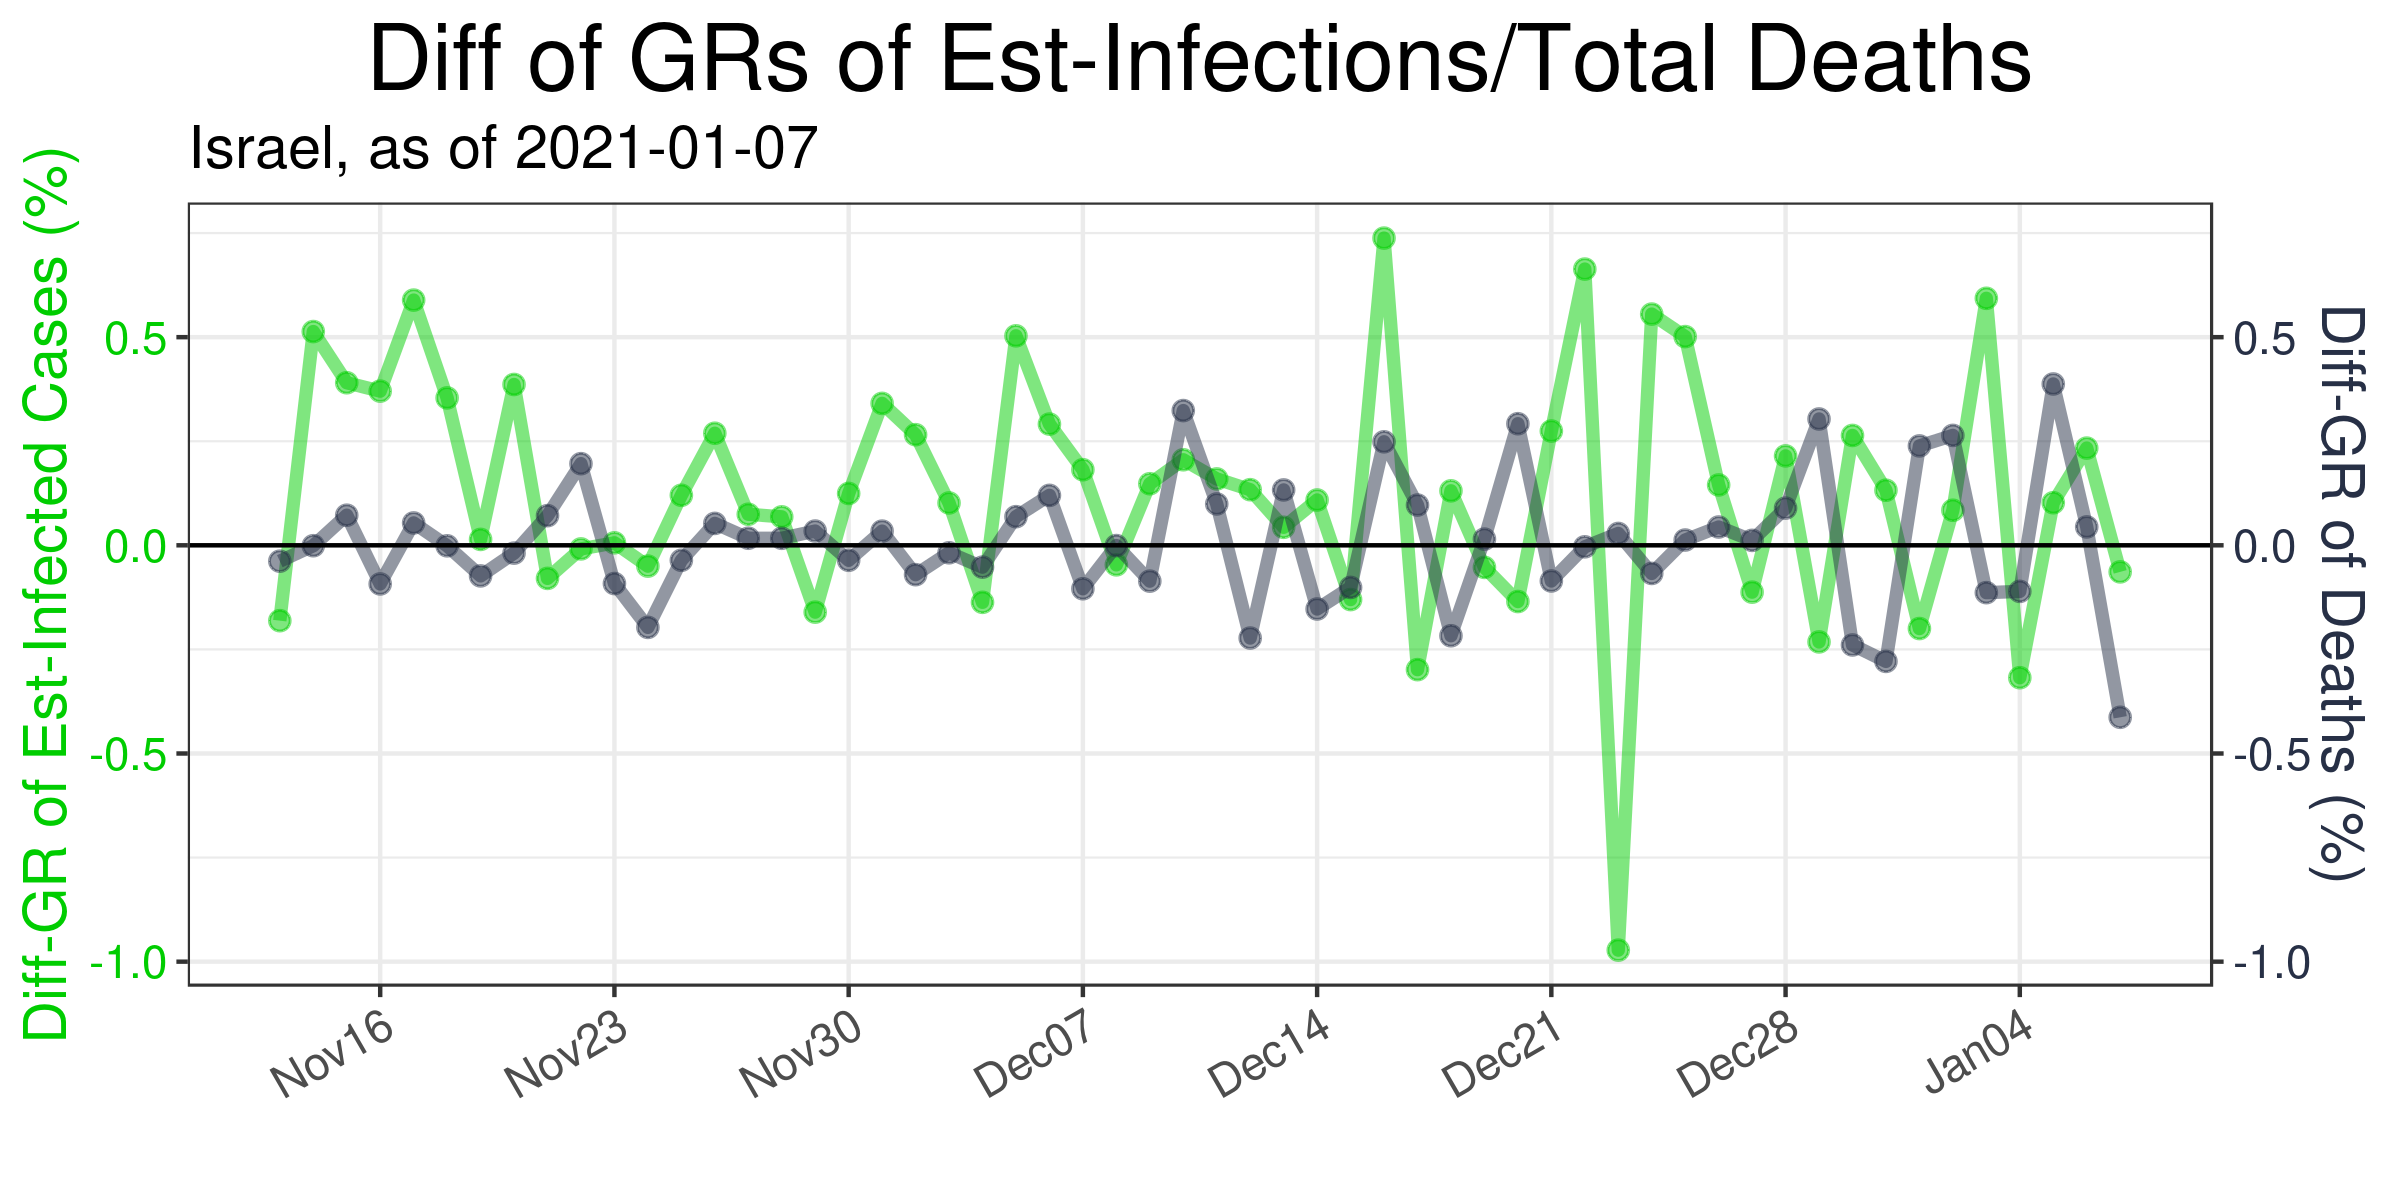 Diff of GRs of Est-Infections/Total Deaths
Israel, as of 2021-01-07
Diff-GR of Est-Infected Cases (%)
0.5
0.0
-0.5
-1.0
0.5
0.0
-0.5
-1.0
Diff-GR of Deaths (%)
Nov16
Nov23
Nov30
Dec07
Dec14
Dec21
Dec28
Jan04